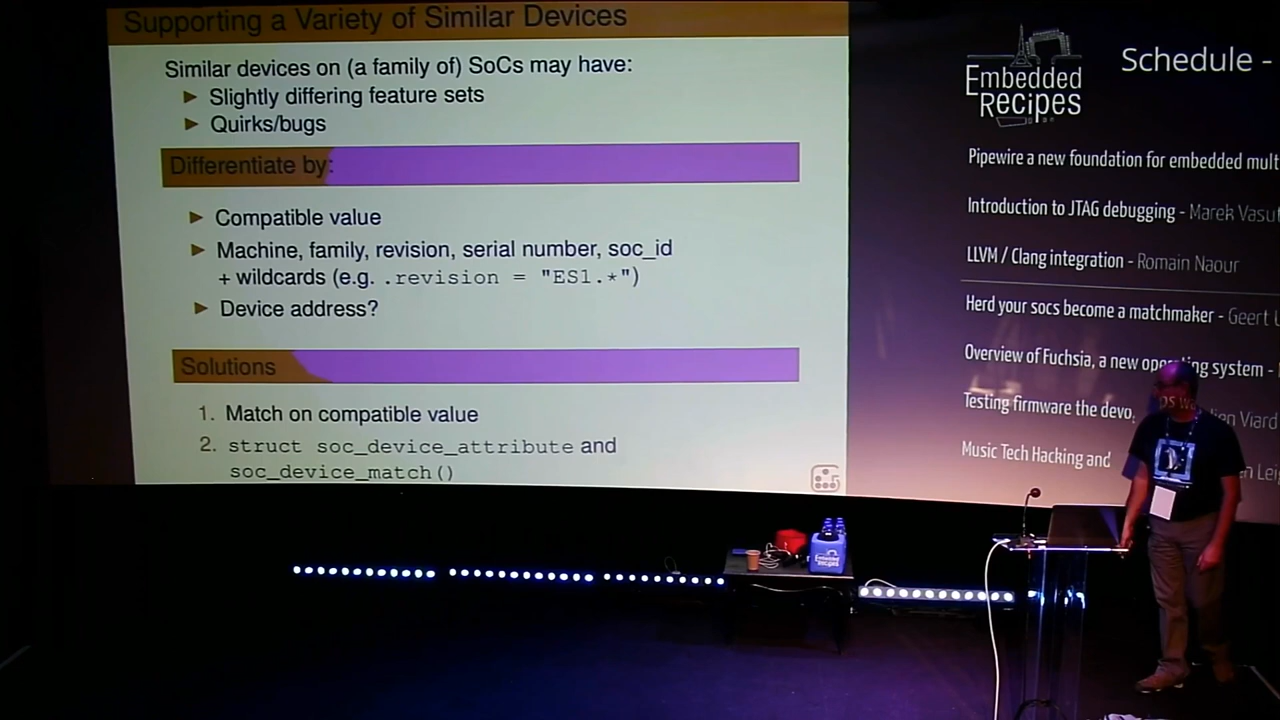 Supporting a Variety of Similar Devices
Similar devices on (a family of) SoCs may have:
Slightly differing feature sets
Quirks/bugs
Differentiate by:
Compatible value
Machine, family, revision, serial number, soc_id
+ wildcards (e.g. .revision = "ES1.*")
Device address?
Solutions
1. Match on compatible value
2. struct soc_device_attribute and
soc_device_match()
Embedded
Recipes
Schedule -
Pipewire a new foundation for embedded mult
Introduction to JTAG debugging - Marek Vasut
LLVM / Clang integration - Romain Naour
Herd your socs become a matchmaker - Geert
Overview of Fuchsia, a new operating system -
Testing firmware the devo Viard
Music Tech Hacking and
Embedded
Recipes